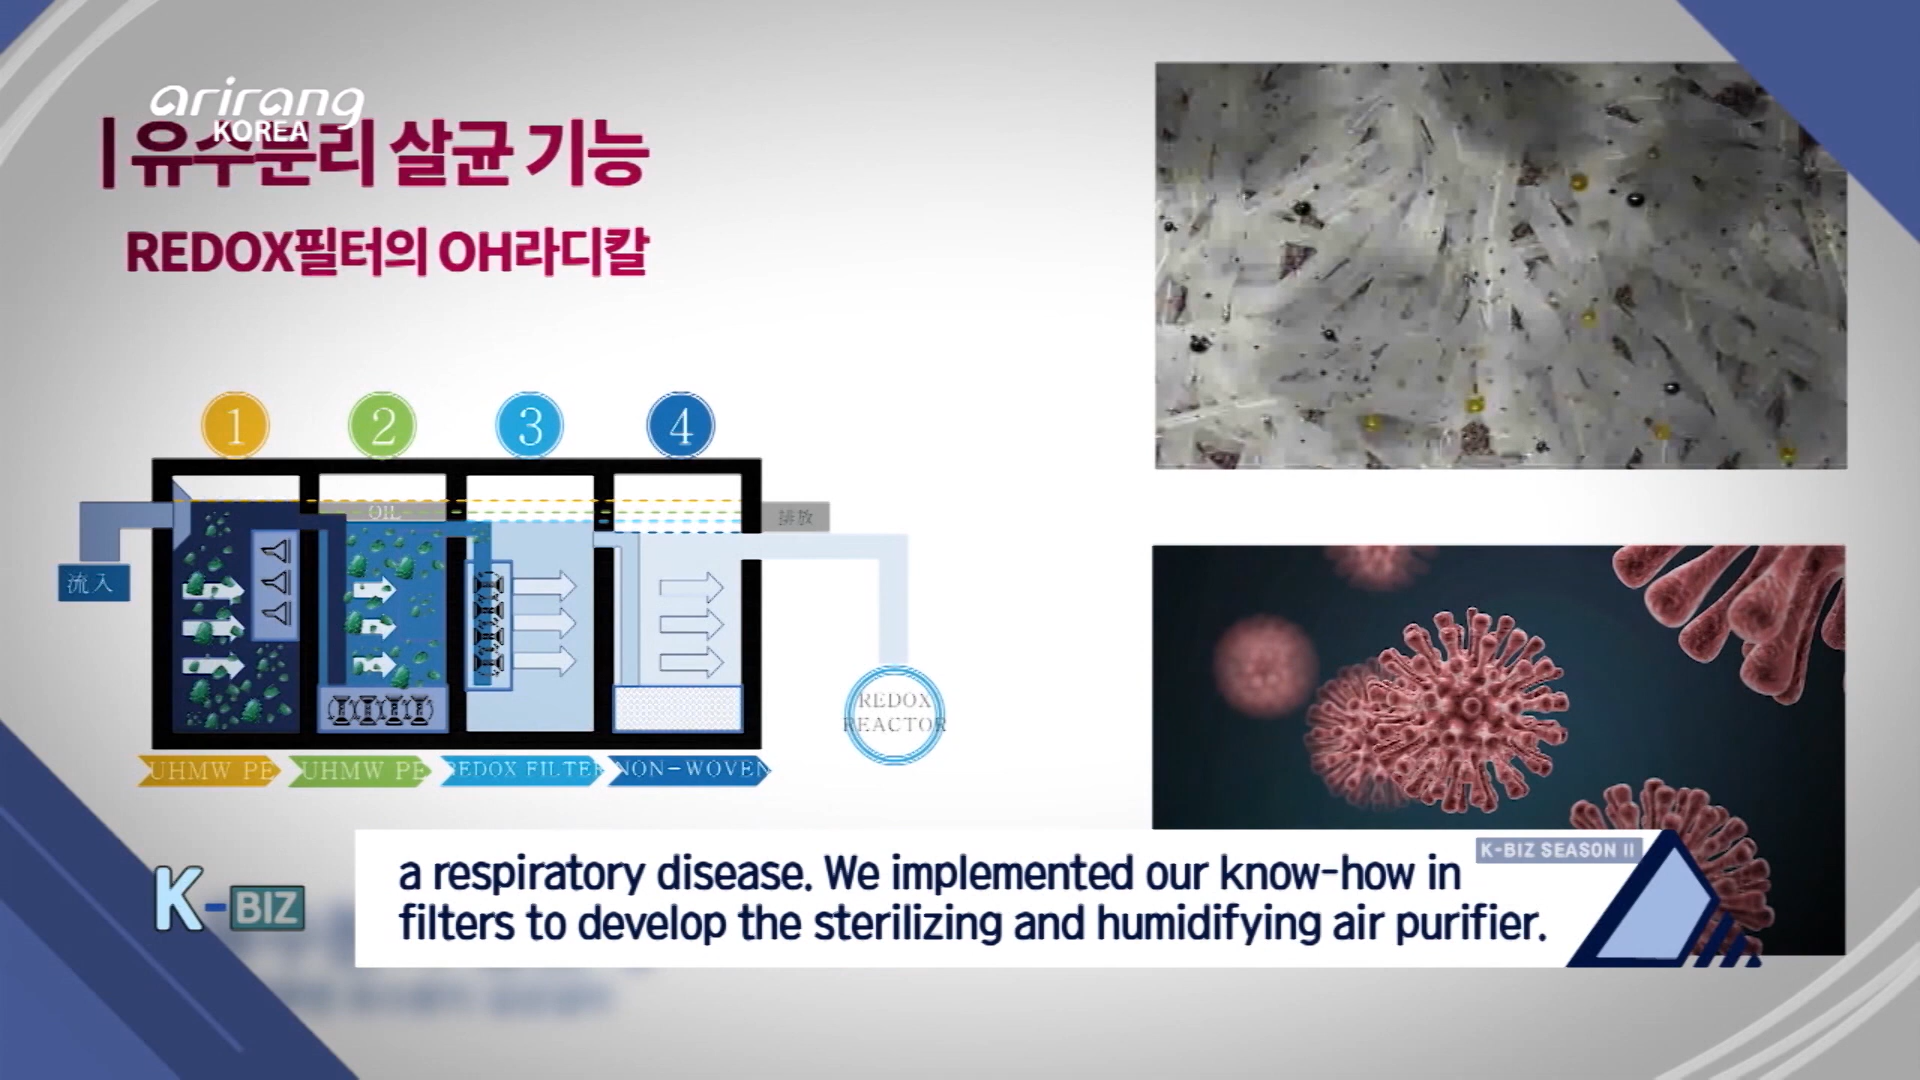 arirang
KOREA
유수분리 살균 기능
REDOX필터의 OH라디칼
1 2 3 4
OIL
排放
流入
REDOX
REACTOR
UHMW PE UHMW PE REDOX FILTER NON-WOVEN
K-BIZ SEASON II
K-BIZ
a respiratory disease. We implemented our know-how in
filters to develop the sterilizing and humidifying air purifier.